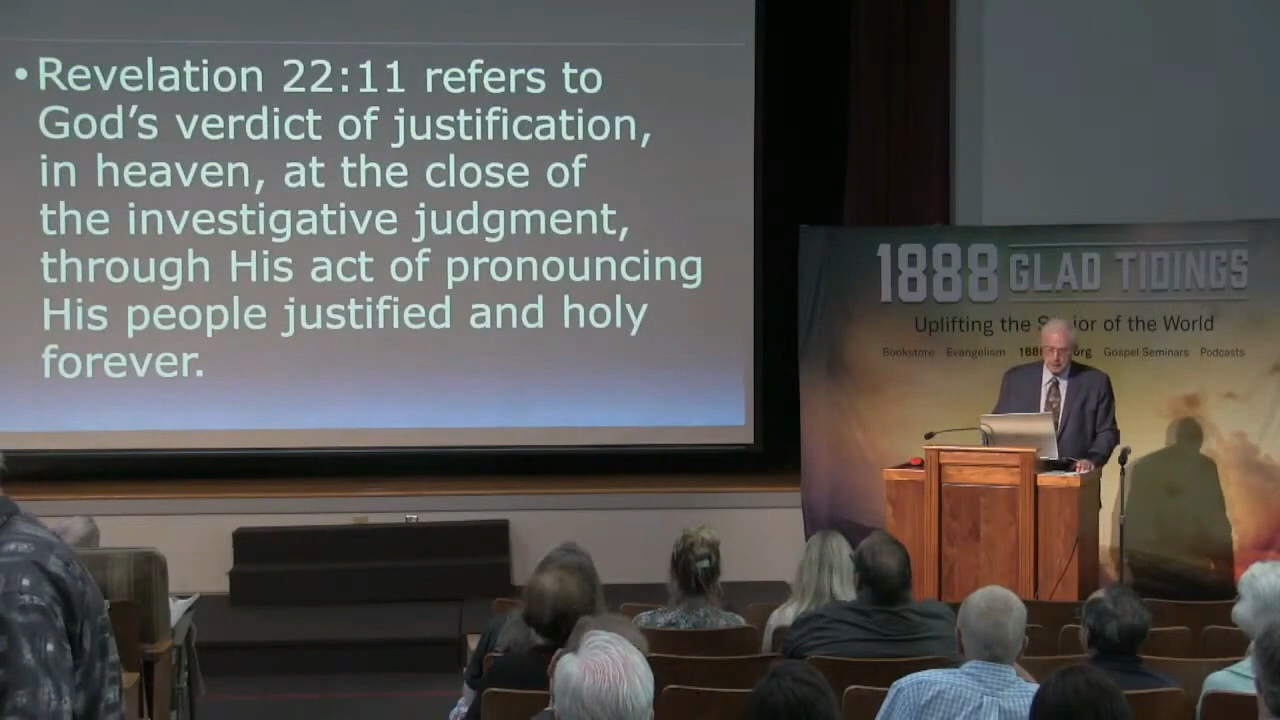 • Revelation 22:11 refers to
God's verdict of justification,
in heaven, at the close of
the investigative judgment,
through His act of pronouncing
His people justified and holy
forever.
1888 GLAD TIDINGS
Uplifting the of the World
Bookstore Evangelism Gospel Seminars Podcasts